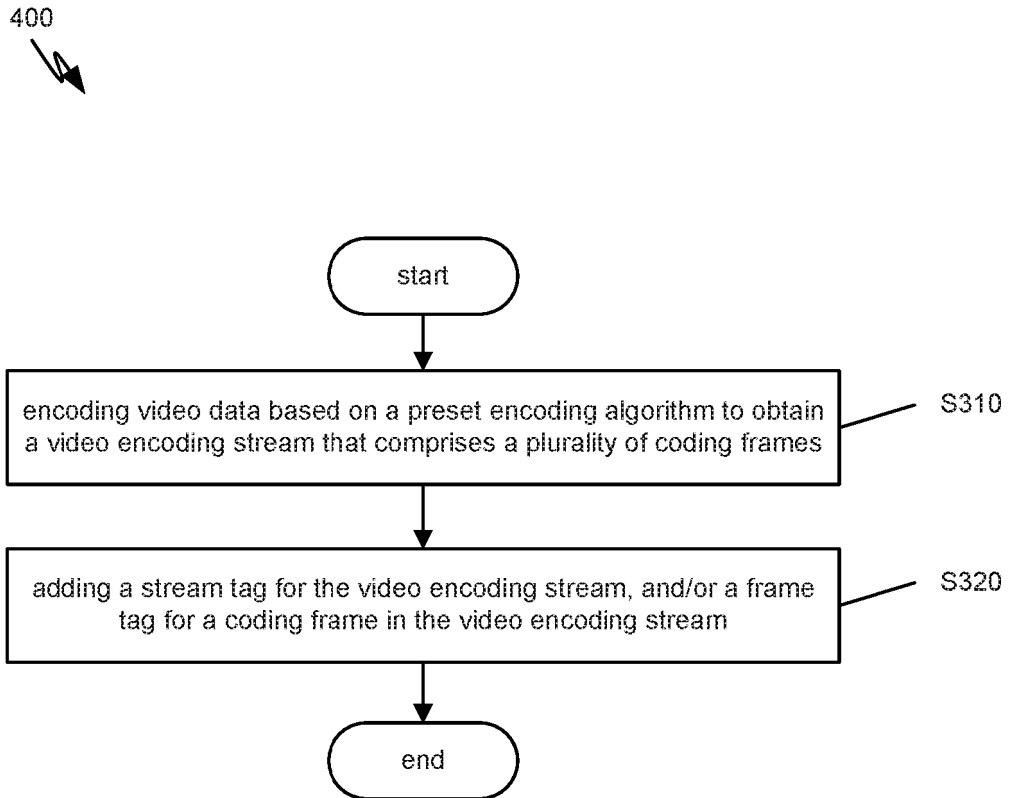 400
start
encoding video data based on a preset encoding algorithm to obtain
a video encoding stream that comprises a plurality of coding frames
S310
adding a stream tag for the video encoding stream, and/or a frame
tag for a coding frame in the video encoding stream
S320
end